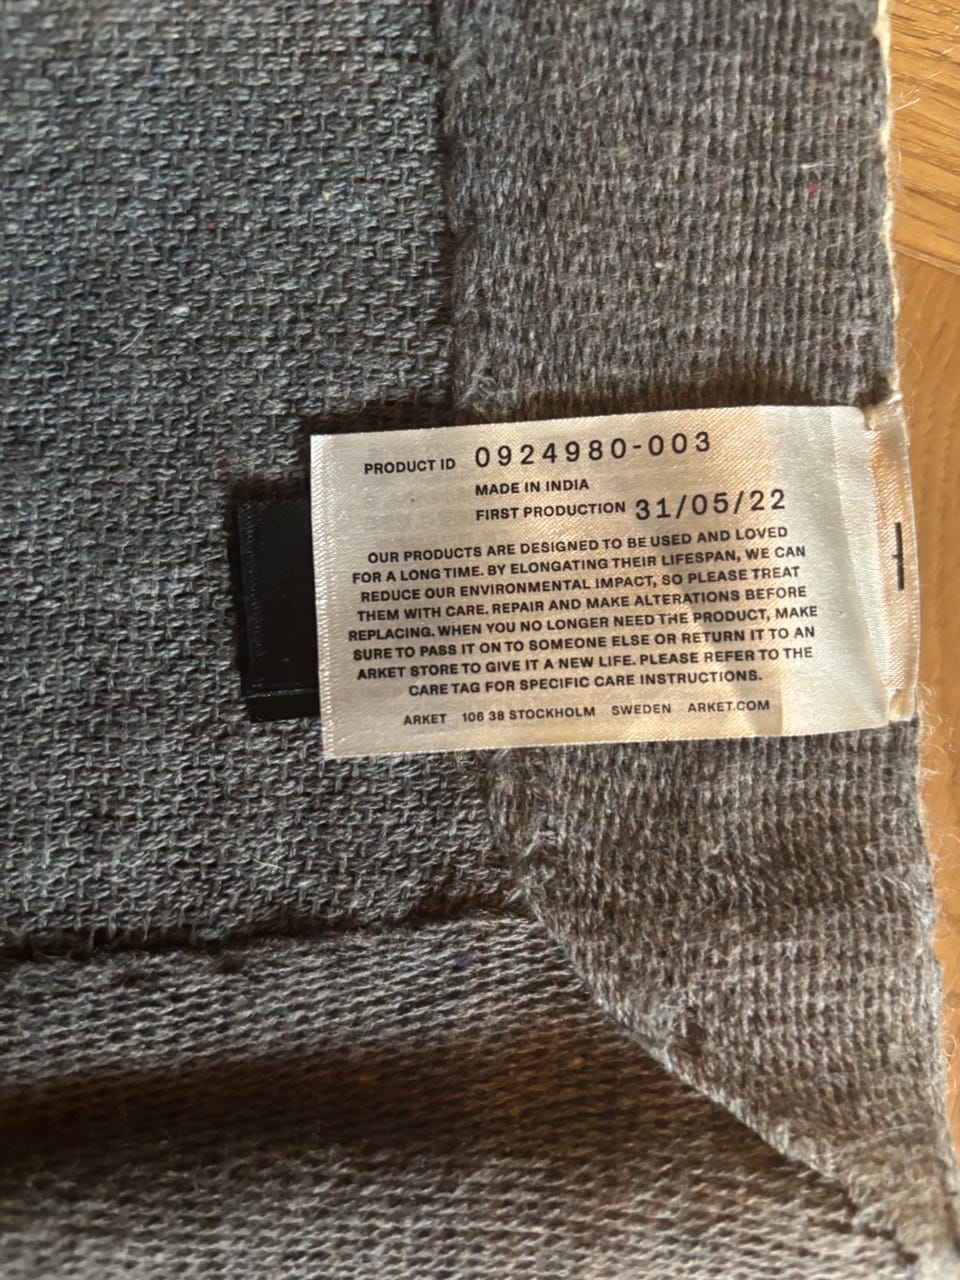 PRODUCT ID 0924980-003
MADE IN INDIA
FIRST PRODUCTION 31/05/22
OUR PRODUCTS ARE DESIGNED TO BE USED AND LOVED
FOR A LONG TIME. BY ELONGATING THEIR LIFESPAN, WE CAN
REDUCE OUR ENVIRONMENTAL IMPACT, SO PLEASE TREAT
THEM WITH CARE. REPAIR AND MAKE ALTERATIONS BEFORE
REPLACING. WHEN YOU NO LONGER NEED THE PRODUCT, MAKE
SURE TO PASS IT ON TO SOMEONE ELSE OR RETURN IT TO AN
ARKET STORE TO GIVE IT A NEW LIFE. PLEASE REFER TO THE
CARE TAG FOR SPECIFIC CARE INSTRUCTIONS.
ARKET 106 38 STOCKHOLM SWEDEN ARKET.COM